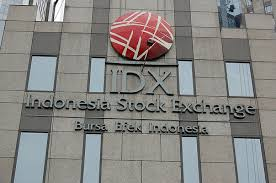 IDX
Indonesia Stock Exchange
Bursa Efek Indonesia